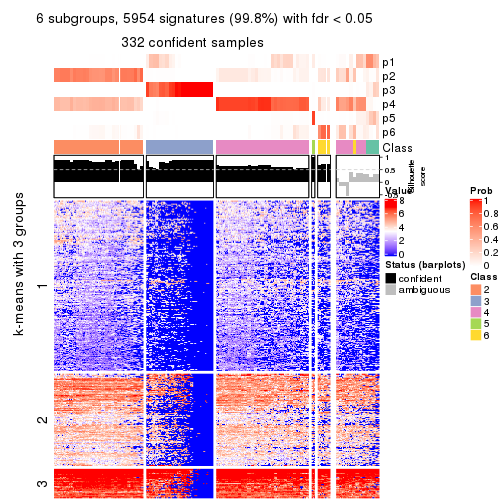 6 subgroups, 5954 signatures (99.8%) with fdr < 0.05
332 confident samples
p1
p2
p3
p4
p5
p6
Class
1
0.5
0
-0.5
Silhouette
score
k-means with 3 groups
1
2
3
Value
8
6
4
2
0
Status (barplots)
confident
ambiguous
Prob
1
0.8
0.6
0.4
0.2
0
Class
2
3
4
5
6